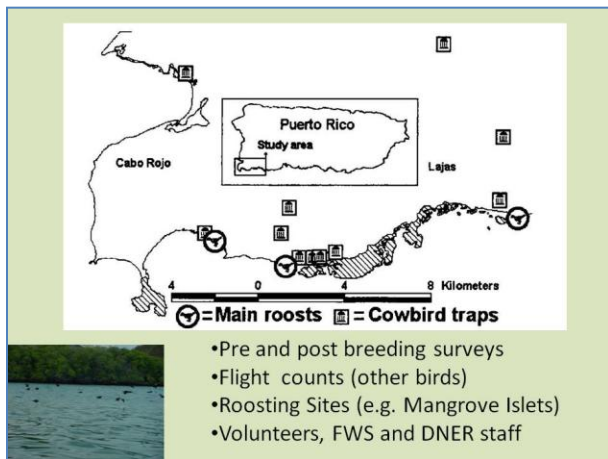 Puerto Rico
Study area
Cabo Rojo
Lajas
4 0 4 8 Kilometers
=Main roosts =Cowbird traps
•Pre and post breeding surveys
•Flight counts (other birds)
•Roosting Sites (e.g. Mangrove Islets)
•Volunteers, FWS and DNER staff